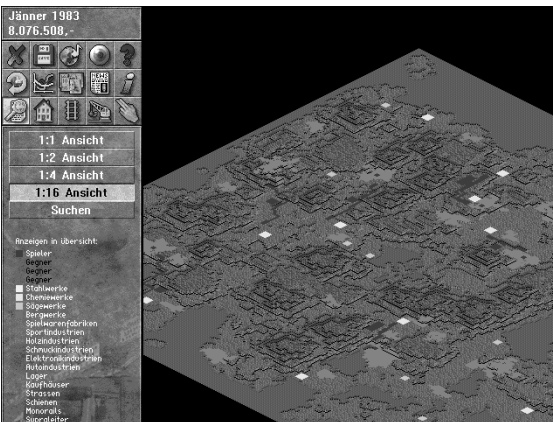 Jänner 1983
8.076.508,-
1:1 Ansicht
1:2 Ansicht
1:4 Ansicht
1:16 Ansicht
Suchen
Anzeigen in Übersicht:
Spieler
Gegner
Gegner
Gegner
Stahlwerke
Chemiewerke
Sägewerke
Bergwerke
Spielwarenfabriken
Sportindustrien
Holzindustrien
Schmuckindustrien
Elektronikindustrien
Autoindustrien
Lager
Kaufhäuser
Strassen
Schienen
Monorails
Supraleiter